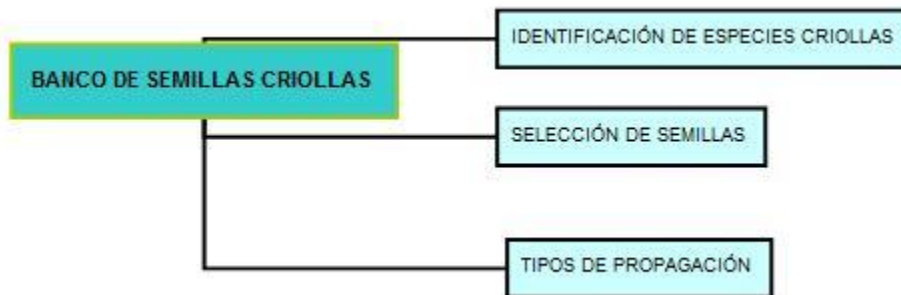 IDENTIFICACIÓN DE ESPECIES CRIOLLAS
BANCO DE SEMILLAS CRIOLLAS
SELECCIÓN DE SEMILLAS
TIPOS DE PROPAGACIÓN